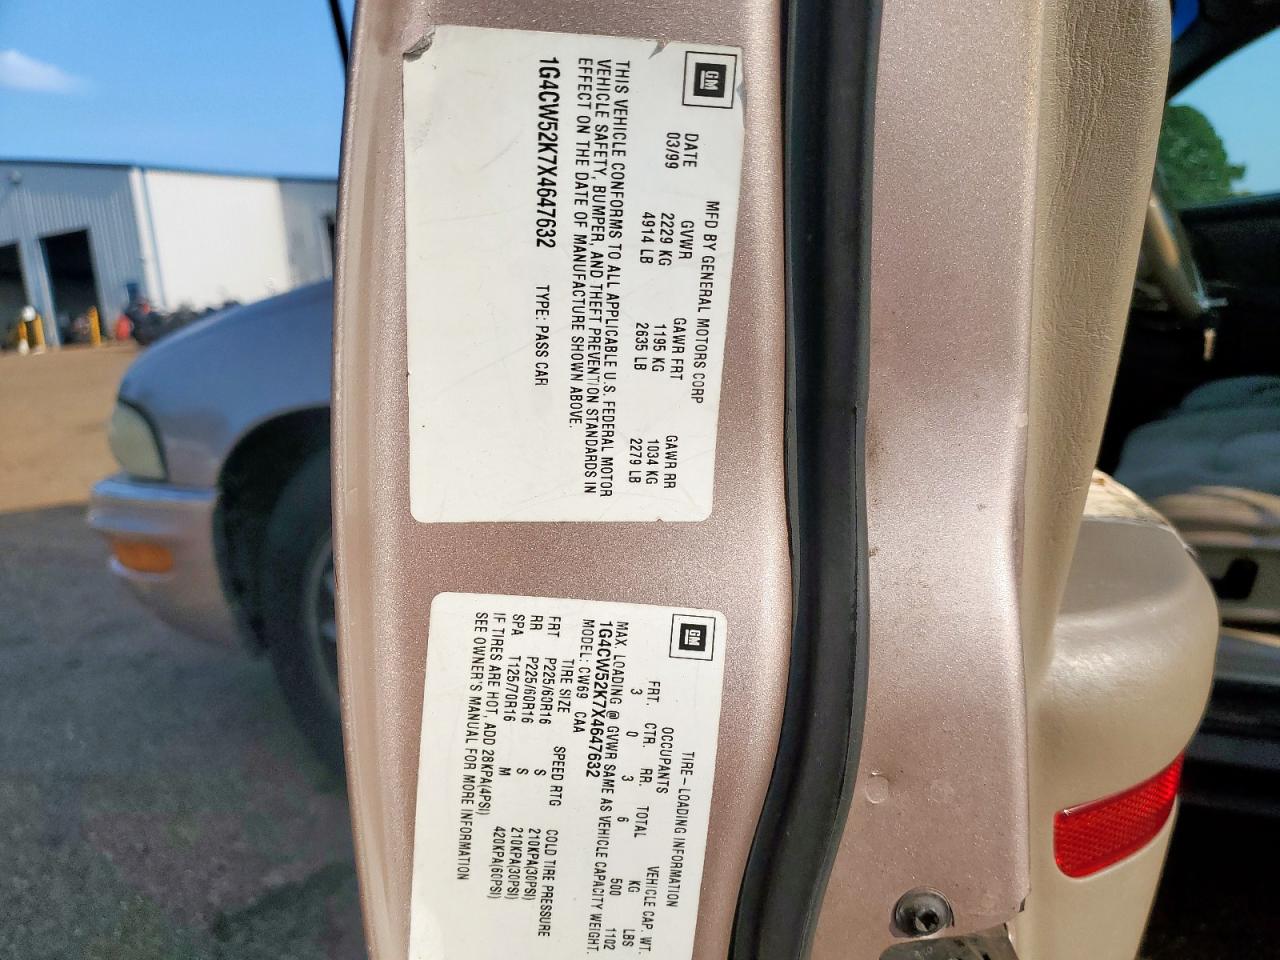 GM
MFD BY GENERAL MOTORS CORP
DATE GVWR GAWR FRT GAWR RR
03/99 2229 KG 1195 KG 1034 KG
4914 LB 2635 LB 2279 LB
THIS VEHICLE CONFORMS TO ALL APPLICABLE U.S. FEDERAL MOTOR
VEHICLE SAFETY, BUMPER, AND THEFT PREVENTION STANDARDS IN
EFFECT ON THE DATE OF MANUFACTURE SHOWN ABOVE.
1G4CW52K7X4647632 TYPE: PASS CAR
GM
TIRE-LOADING INFORMATION
OCCUPANTS VEHICLE CAP. WT.
FRT. CTR. RR. TOTAL KG LBS
3 0 3 6 500 1102
MAX. LOADING @ GVWR SAME AS VEHICLE CAPACITY WEIGHT.
1G4CW52K7X4647632
MODEL: CW69 CAA
TIRE SIZE SPEED RTG COLD TIRE PRESSURE
FRT P225/60R16 S 210KPA(30PSI)
RR P225/60R16 S 210KPA(30PSI)
SPA T125/70R16 M 420KPA(60PSI)
IF TIRES ARE HOT, ADD 28KPA(4PSI)
SEE OWNER'S MANUAL FOR MORE INFORMATION